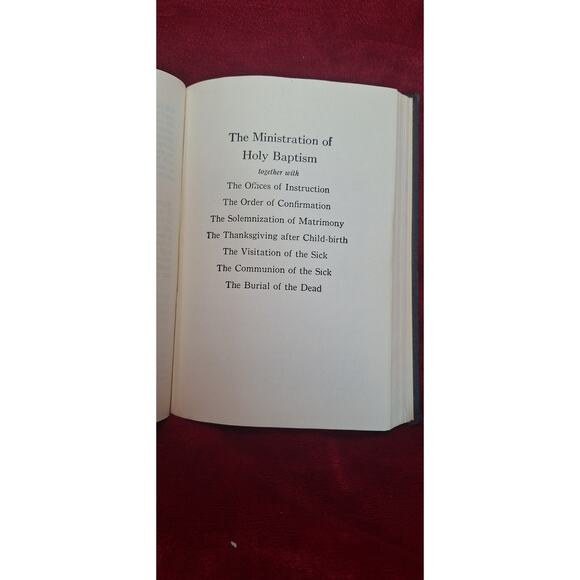 The Ministration of
Holy Baptism
together with
The Offices of Instruction
The Order of Confirmation
The Solemnization of Matrimony
The Thanksgiving after Child-birth
The Visitation of the Sick
The Communion of the Sick
The Burial of the Dead